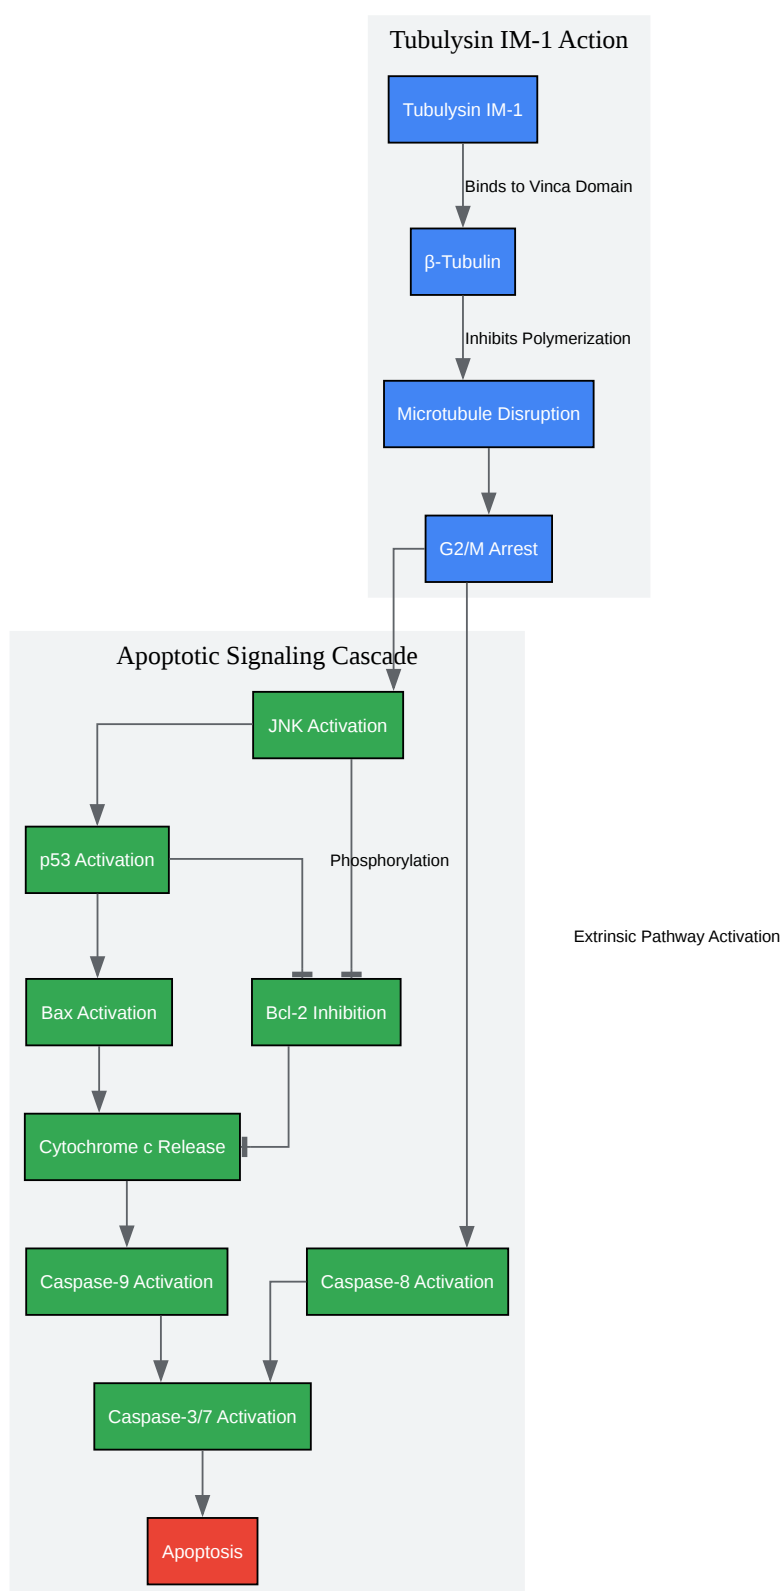 Tubulysin IM-1 Action
Tubulysin IM-1
Binds to Vinca Domain
β-Tubulin
Inhibits Polymerization
Microtubule Disruption
G2/M Arrest
Apoptotic Signaling Cascade
JNK Activation
p53 Activation
Phosphorylation
Extrinsic Pathway Activation
Bax Activation
Bcl-2 Inhibition
Cytochrome c Release
Caspase-9 Activation
Caspase-8 Activation
Caspase-3/7 Activation
Apoptosis